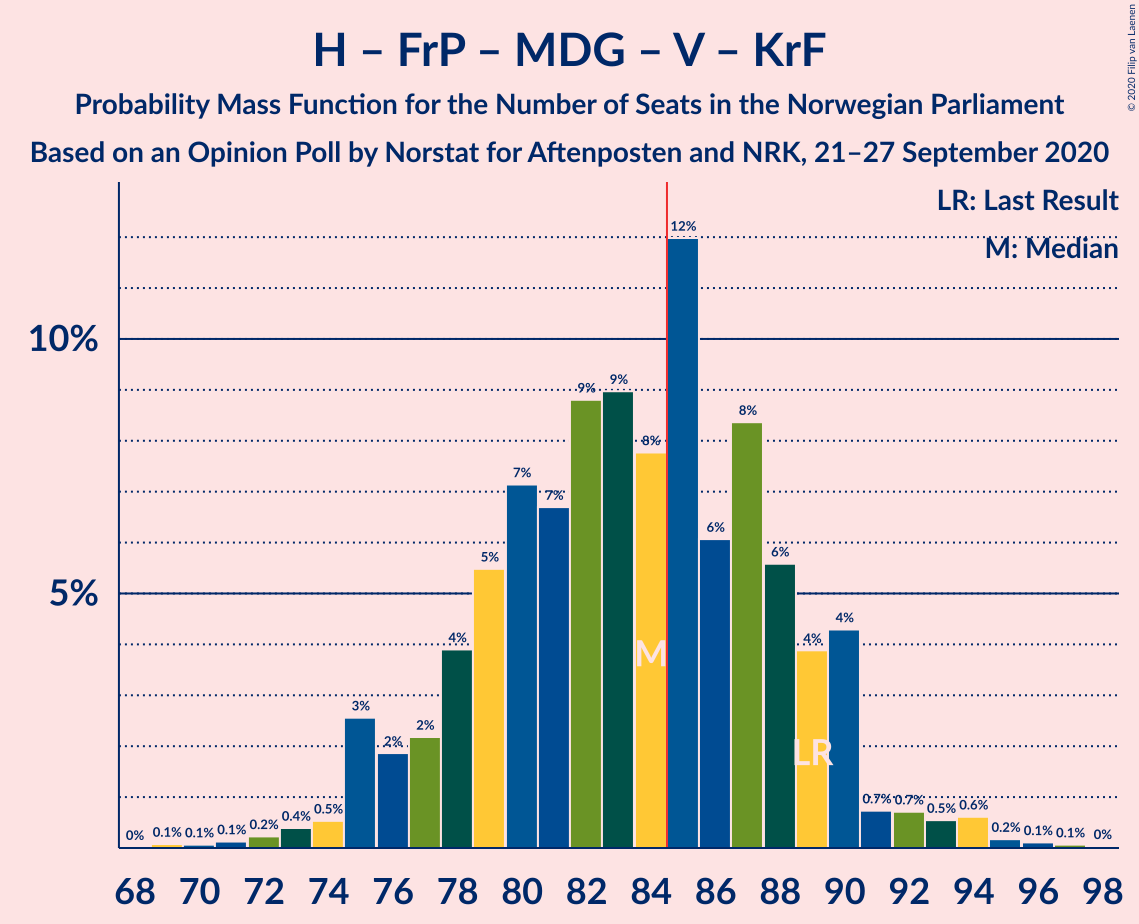 © 2020 Filip van Laenen
H – FrP – MDG – V – KrF
Probability Mass Function for the Number of Seats in the Norwegian Parliament
Based on an Opinion Poll by Norstat for Aftenposten and NRK, 21–27 September 2020
LR: Last Result
M: Median
10%
5%
0% 0.1% 0.1% 0.1% 0.2% 0.4% 0.5% 3% 2% 2% 4% 5% 7% 7% 9% 9% 8% 12% 6% 8% 6% 4% 4% 0.7% 0.7% 0.5% 0.6% 0.2% 0.1% 0.1% 0%
M
LR
68 70 72 74 76 78 80 82 84 86 88 90 92 94 96 98